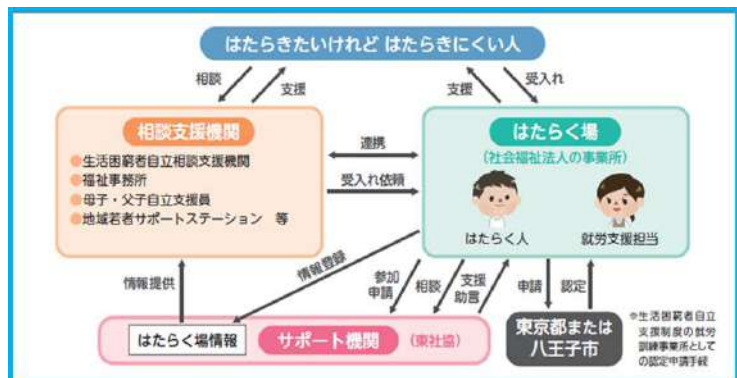 はたらきたいけれど はたらきにくい人
相談
支援
支援
受入れ
相談支援機関
●生活困窮者自立相談支援機関
●福祉事務所
●母子・父子自立支援員
●地域若者サポートステーション 等
連携
受入れ依頼
はたらく場
(社会福祉法人の事業所)
はたらく人
就労支援担当
情報提供
情報登録
参加
申請
相談
支援
助言
申請
認定
はたらく場情報
サポート機関
(東社協)
東京都または
八王子市
※生活困窮者自立
支援制度の就労
訓練事業所として
の認定申請手続